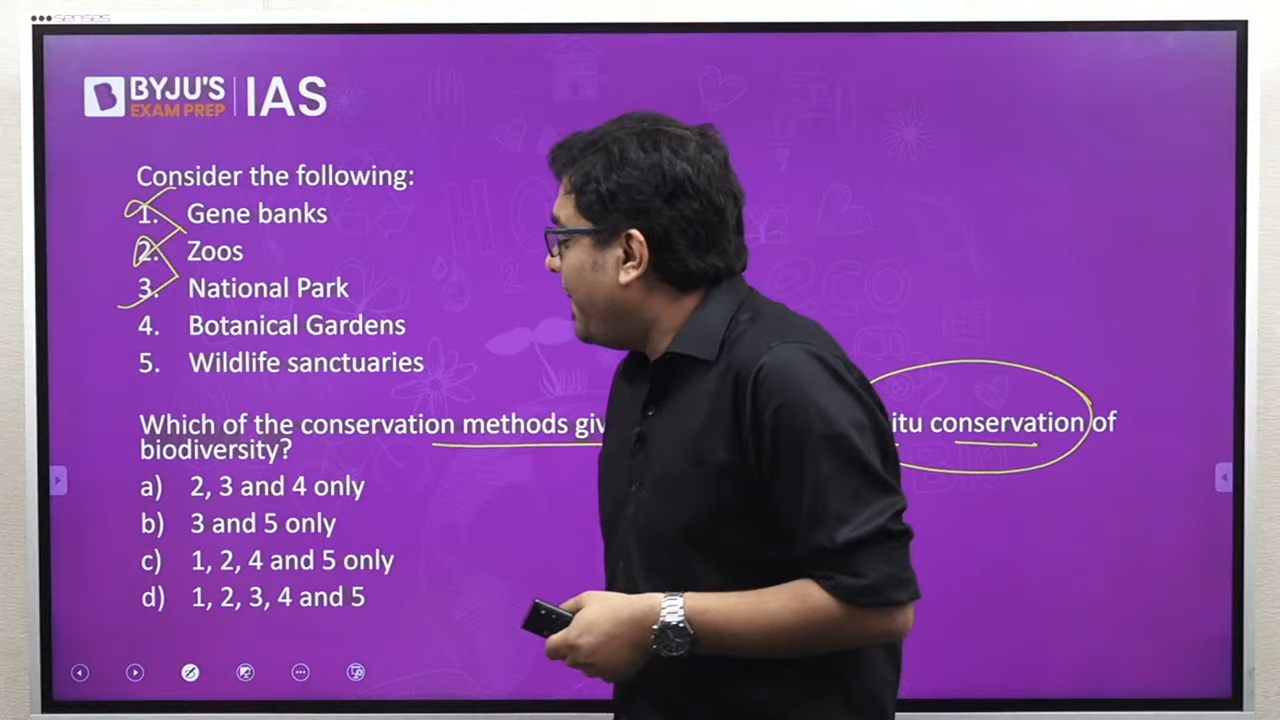 senses
BYJU'S
EXAM PREP
IAS
Consider the following:
1. Gene banks
2. Zoos
3. National Park
4. Botanical Gardens
5. Wildlife sanctuaries
Which of the conservation methods itu conservation of
biodiversity?
a) 2, 3 and 4 only
b) 3 and 5 only
c) 1, 2, 4 and 5 only
d) 1, 2, 3, 4 and 5